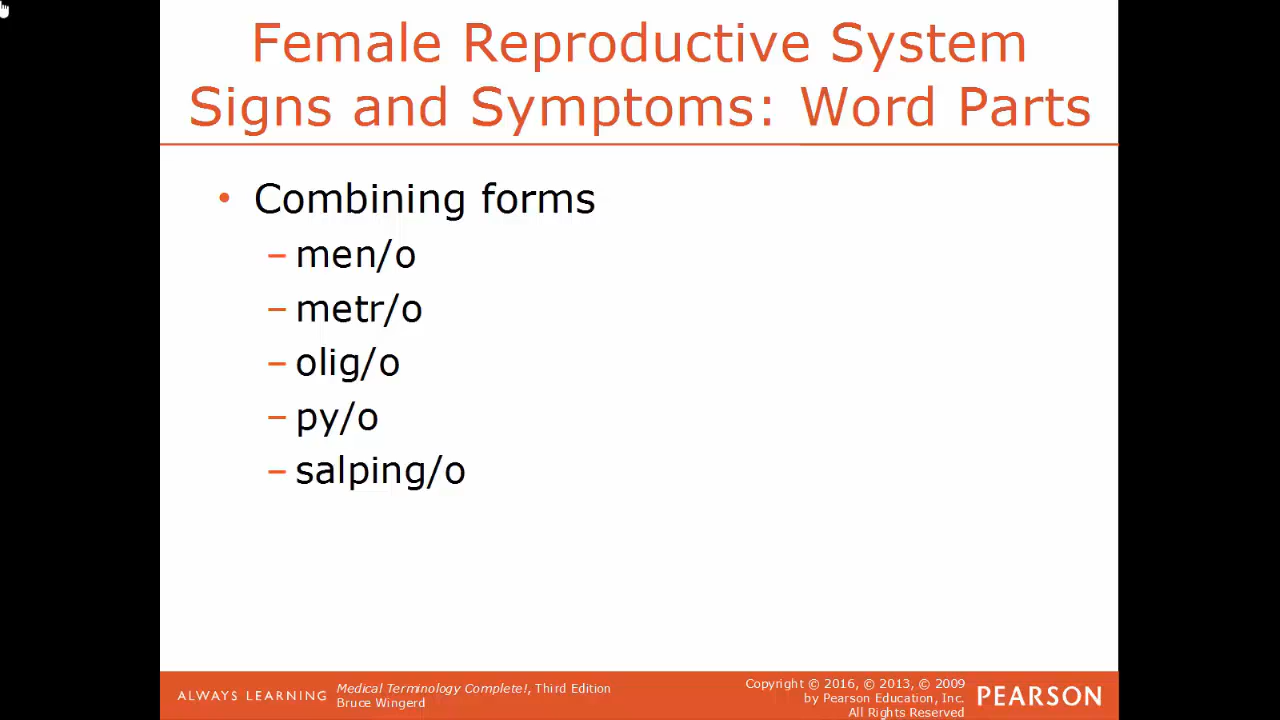 Female Reproductive System
Signs and Symptoms: Word Parts
• Combining forms
– men/o
– metr/o
– olig/o
– py/o
– salping/o
ALWAYS LEARNING
Medical Terminology Complete!, Third Edition
Bruce Wingerd
Copyright © 2016, © 2013, © 2009
by Pearson Education, Inc.
All Rights Reserved
PEARSON